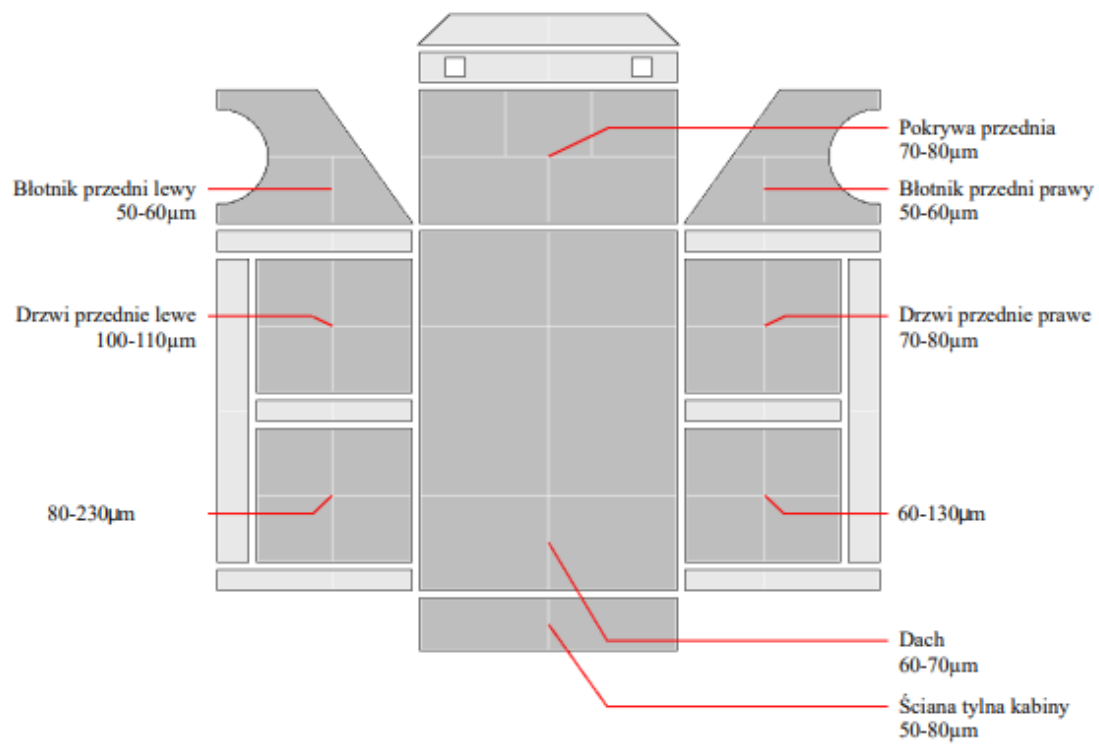 Pokrywa przednia
70-80µm
Błotnik przedni lewy
50-60µm
Błotnik przedni prawy
50-60µm
Drzwi przednie lewe
100-110µm
Drzwi przednie prawe
70-80µm
80-230µm
60-130µm
Dach
60-70µm
Ściana tylna kabiny
50-80µm